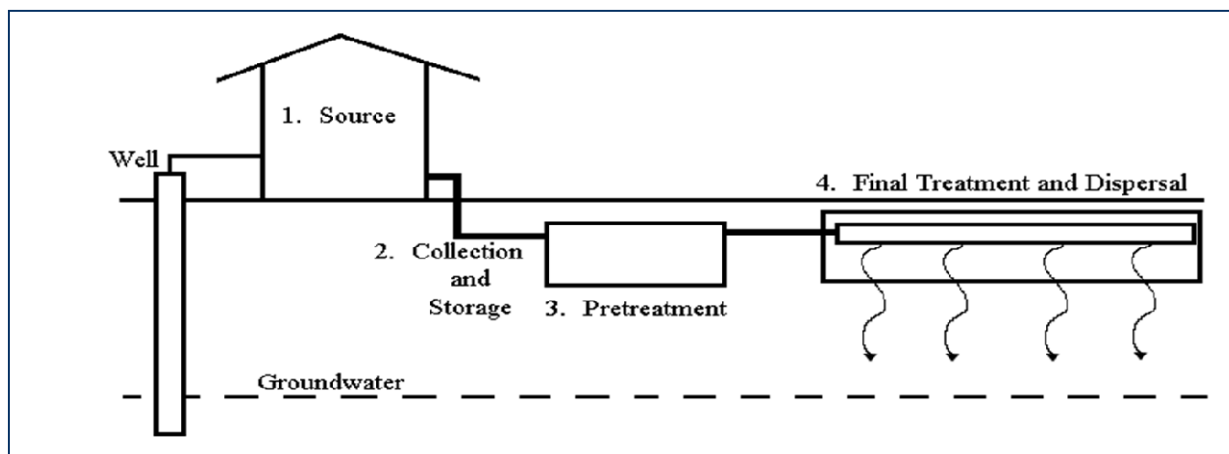 1. Source
Well
4. Final Treatment and Dispersal
2. Collection
and
Storage
3. Pretreatment
Groundwater